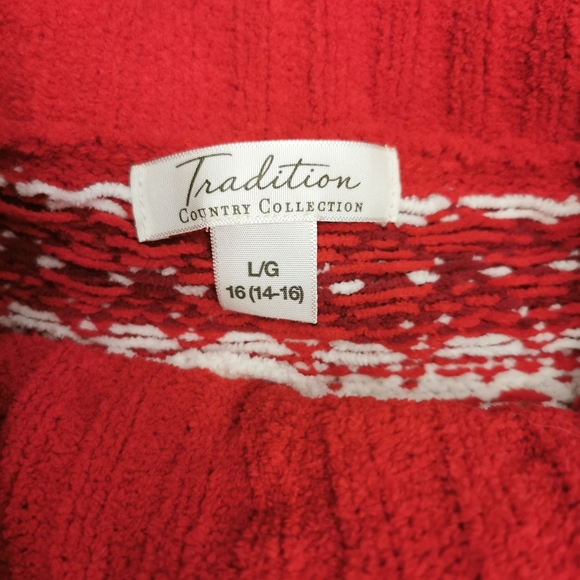 Tradition
COUNTRY COLLECTION
L/G
16 (14-16)